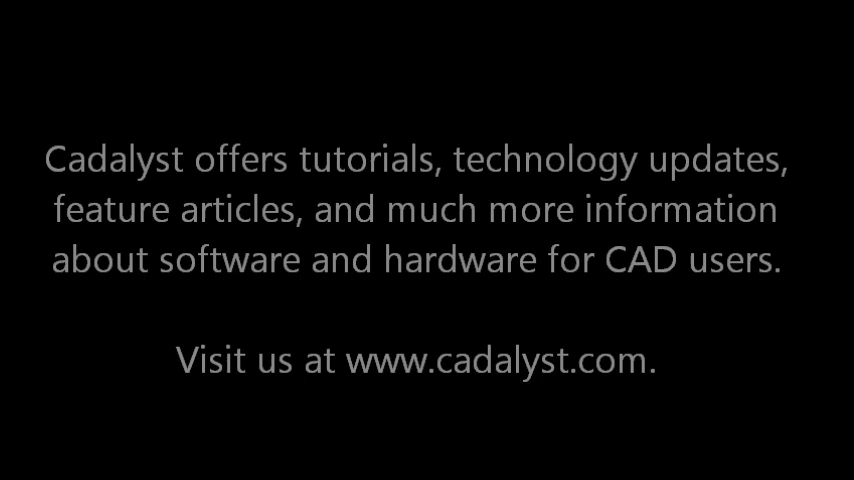 Cadalyst offers tutorials, technology updates,
feature articles, and much more information
about software and hardware for CAD users.
Visit us at www.cadalyst.com.